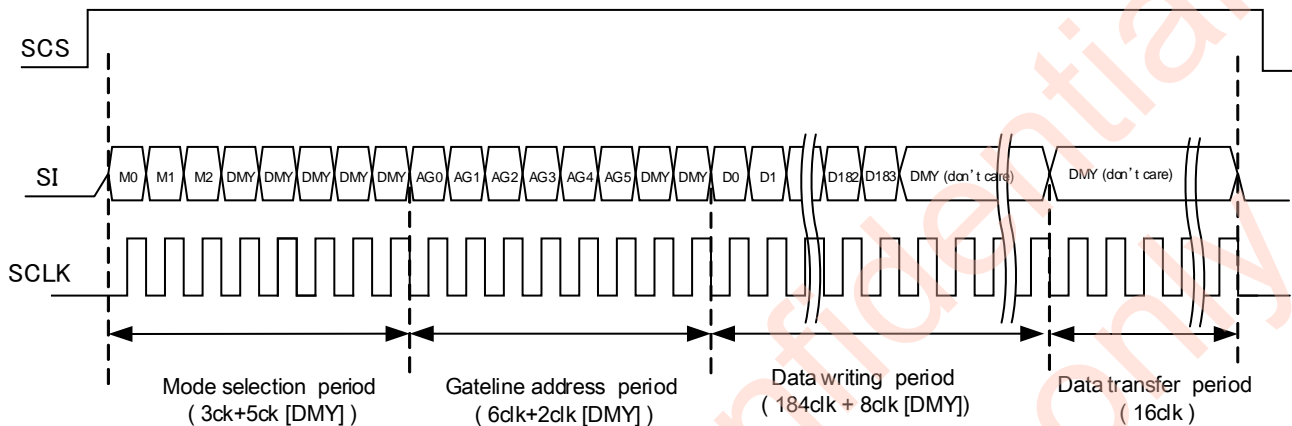 SCS
SI
M0 M1 M2 DMY DMY DMY DMY DMY AG0 AG1 AG2 AG3 AG4 AG5 DMY DMY D0 D1 D182 D183 DMY (don't care) DMY (don't care)
SCLK
Mode selection period
( 3ck+5ck [DMY] )
Gateline address period
( 6clk+2clk [DMY] )
Data writing period
( 184clk + 8clk [DMY])
Data transfer period
( 16clk )
onfidential
only